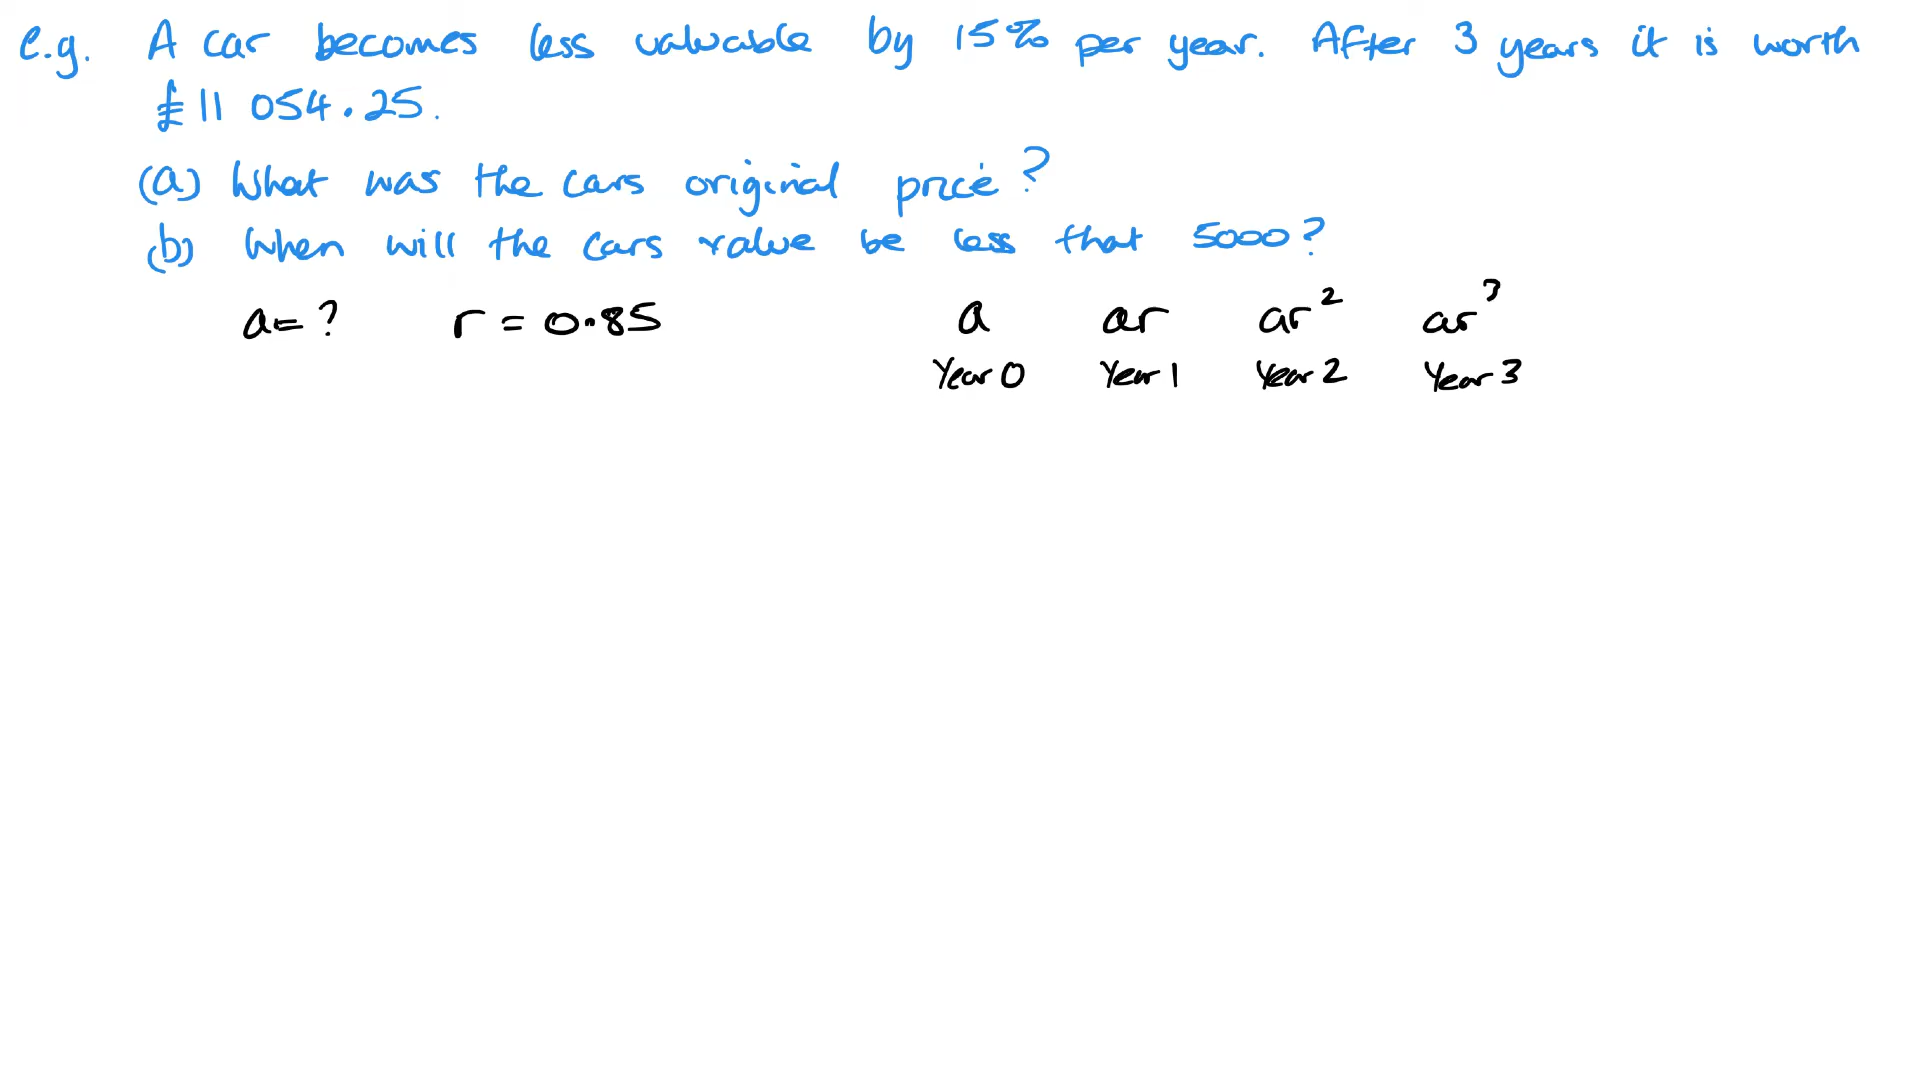 e.g. A car becomes less valuable by 15% per year. After 3 years it is worth
£11 054.25.
(a) What was the cars original price?
(b) When will the cars value be less that 5000?
a = ? r = 0.85 a ar ar² ar³
Year 0 Year 1 Year 2 Year 3